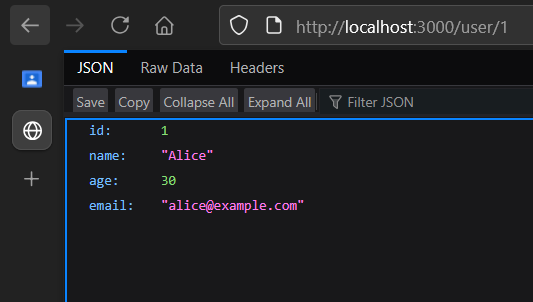 http://localhost:3000/user/1
JSON Raw Data Headers
Save Copy Collapse All Expand All Filter JSON
id: 1
name: "Alice"
age: 30
email: "alice@example.com"